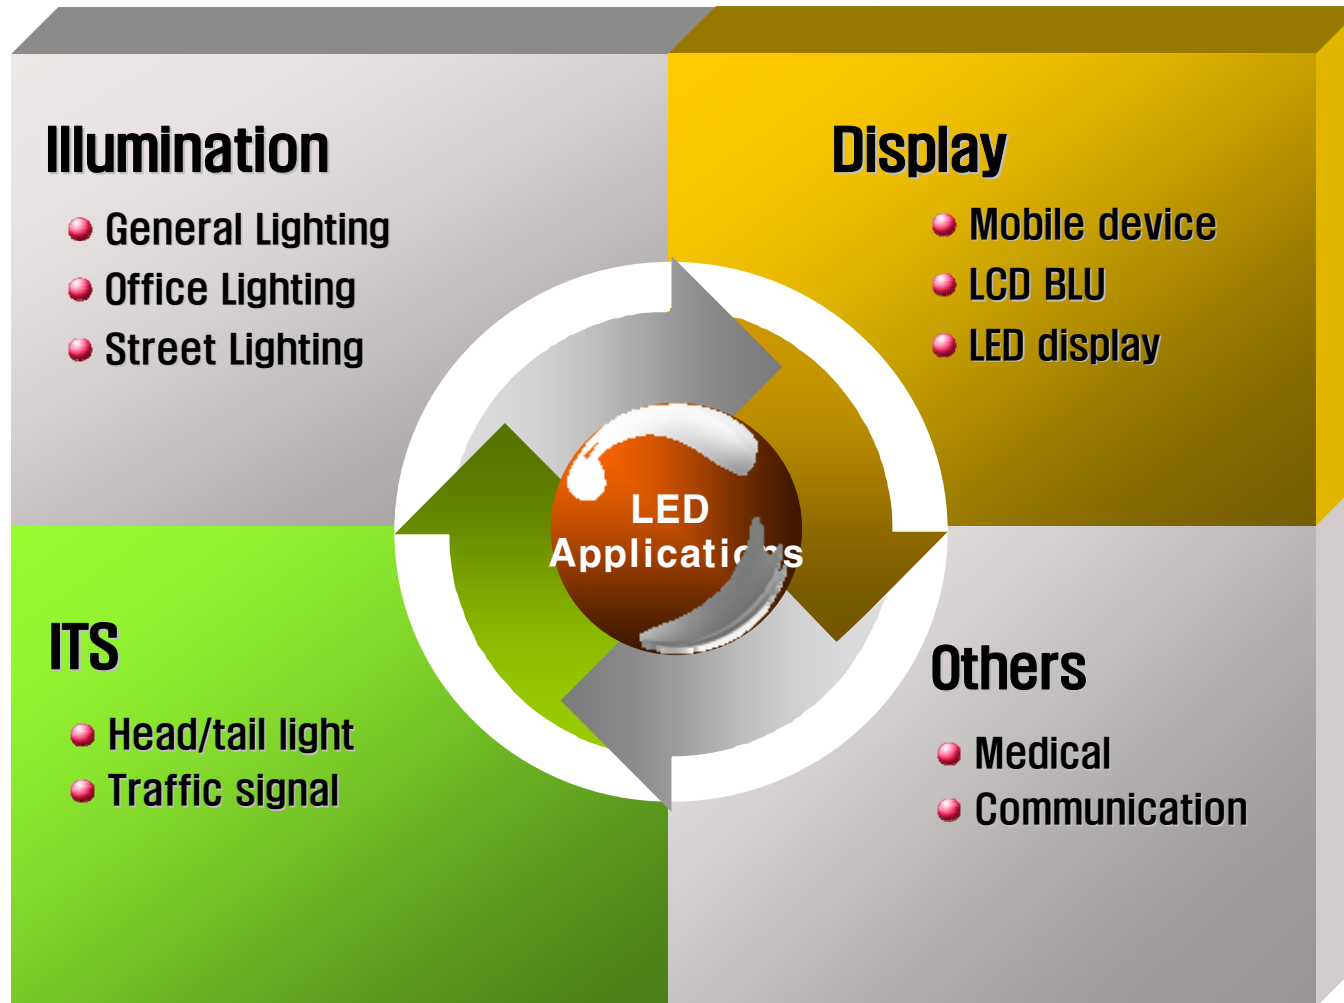 Illumination
General Lighting
Office Lighting
Street Lighting
Display
Mobile device
LCD BLU
LED display
LED
Applications
ITS
Head/tail light
Traffic signal
Others
Medical
Communication